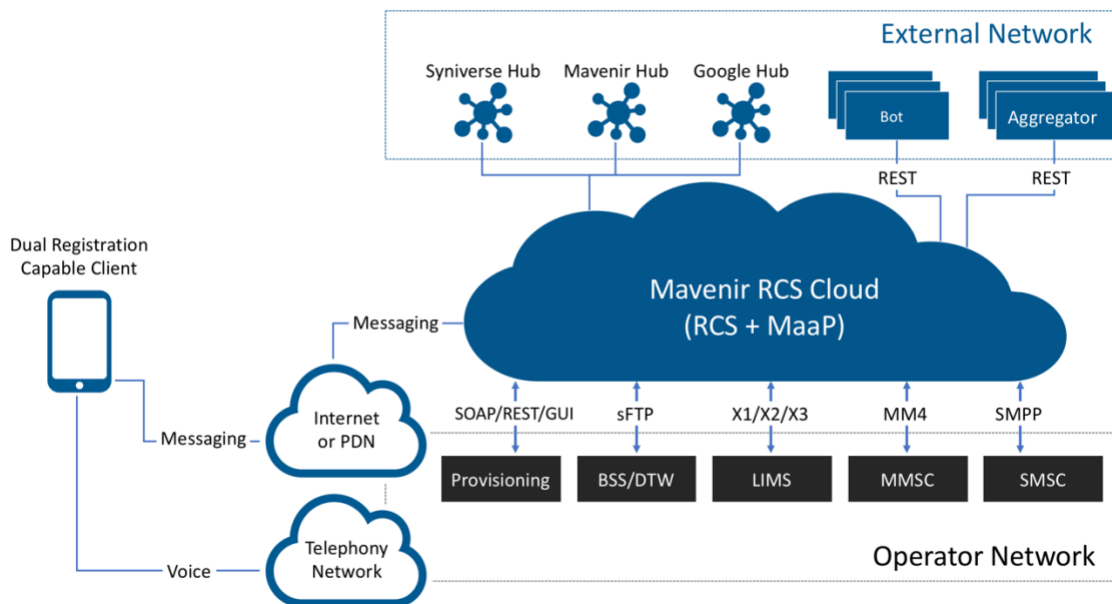 External Network
Syniverse Hub
Mavenir Hub
Google Hub
Bot
Aggregator
REST
REST
Dual Registration
Capable Client
Mavenir RCS Cloud
(RCS + MaaP)
Messaging
SOAP/REST/GUI
sFTP
X1/X2/X3
MM4
SMPP
Internet
or PDN
Messaging
Provisioning
BSS/DTW
LIMS
MMSC
SMSC
Telephony
Network
Voice
Operator Network